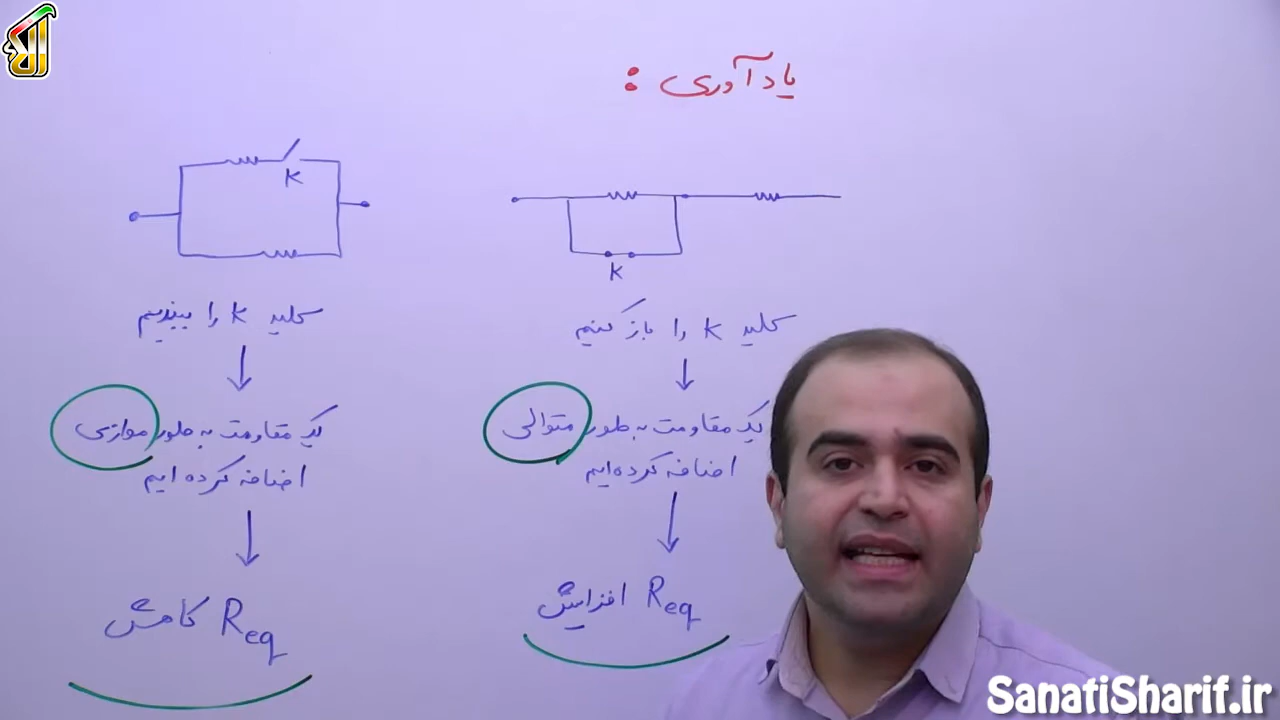 یادآوری :
k
کلید k را باز کنیم
یک مقاومت به طور متوالی
اضافه کرده ایم
Req افزایش
k
کلید k را ببندیم
یک مقاومت به طور موازی
اضافه کرده ایم
Req کاهش
آلاء
SanatiSharif.ir